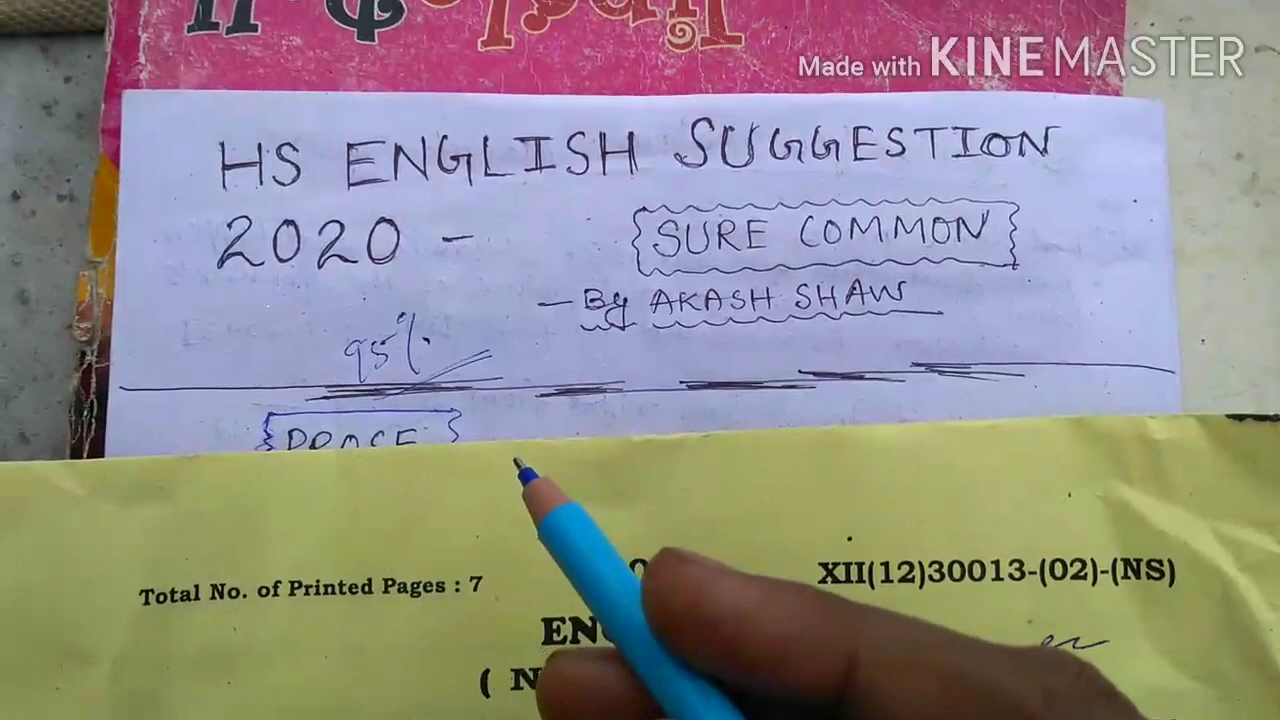 Made with KINEMASTER
HS ENGLISH SUGGESTION
2020 -
SURE COMMON
- By AKASH SHAW
95%
PROSE
Total No. of Printed Pages : 7
XII(12)30013-(02)-(NS)